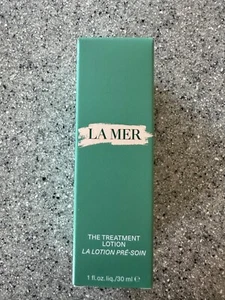 LA MER
THE TREATMENT
LOTION
LA LOTION PRÉ-SOIN
1 fl.oz.liq./30 ml ℮